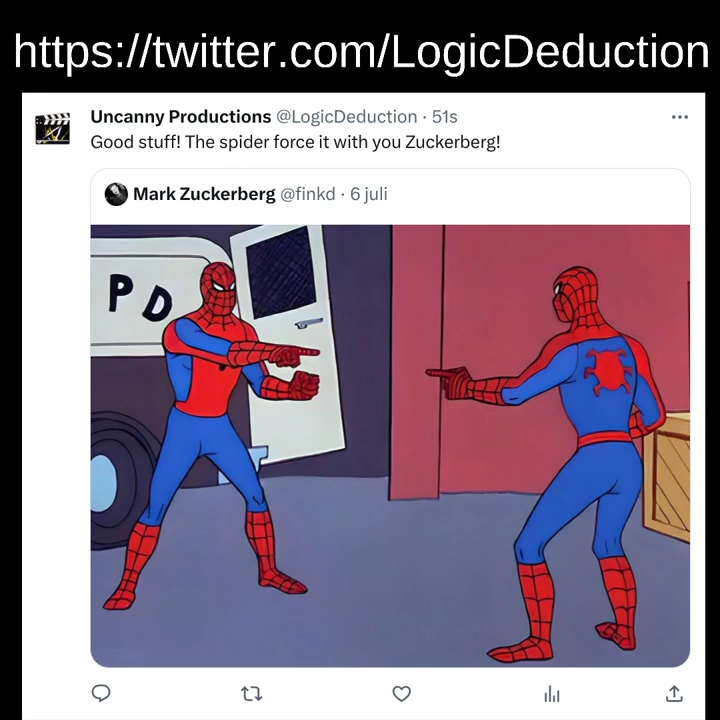 https://twitter.com/LogicDeduction
Uncanny Productions @LogicDeduction · 51s
Good stuff! The spider force it with you Zuckerberg!
Mark Zuckerberg @finkd · 6 juli
PD